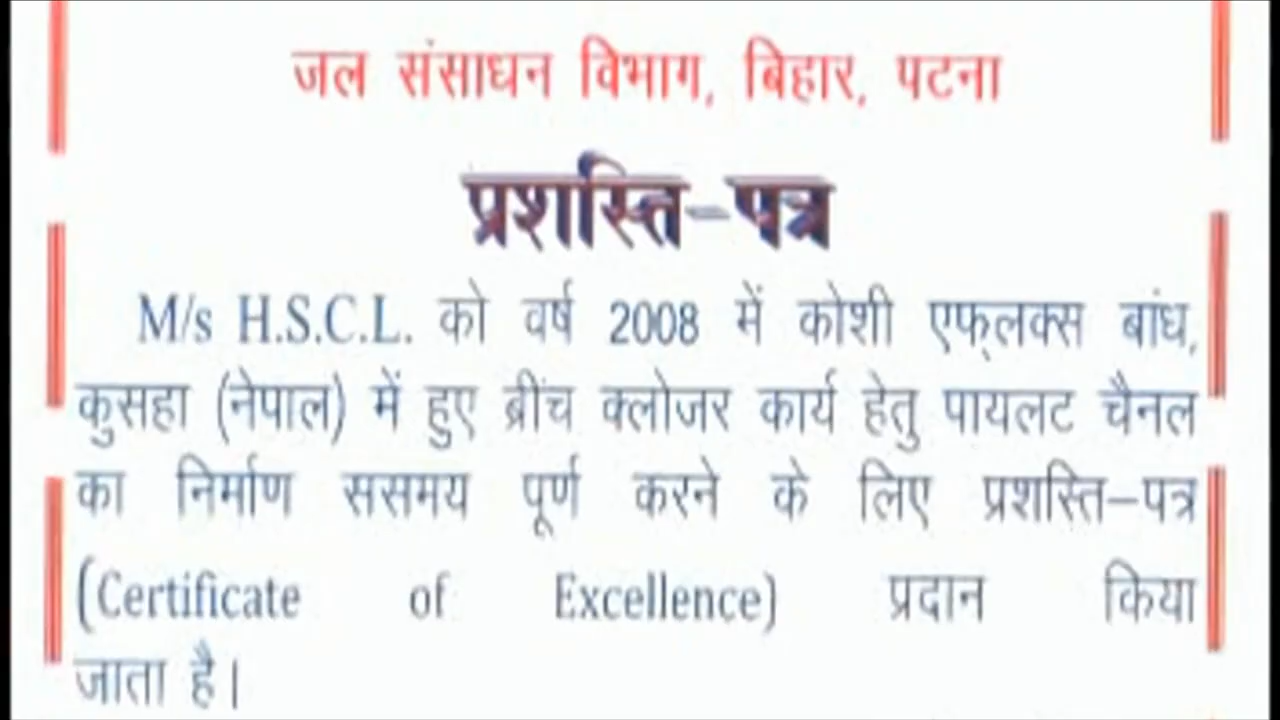 जल संसाधन विभाग, बिहार, पटना
प्रशस्ति-पत्र
M/s H.S.C.L. को वर्ष 2008 में कोशी एफ्‌लक्स बांध,
कुसहा (नेपाल) में हुए ब्रींच क्लोजर कार्य हेतु पायलट चैनल
का निर्माण ससमय पूर्ण करने के लिए प्रशस्ति-पत्र
(Certificate of Excellence) प्रदान किया
जाता है।